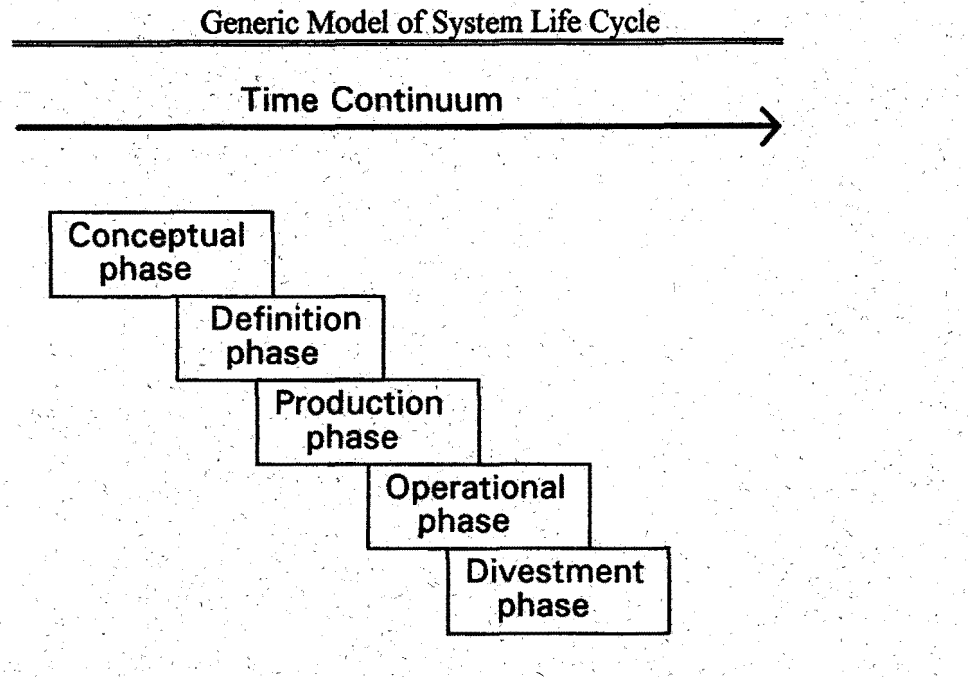 Generic Model of System Life Cycle
Time Continuum
Conceptual
phase
Definition
phase
Production
phase
Operational
phase
Divestment
phase